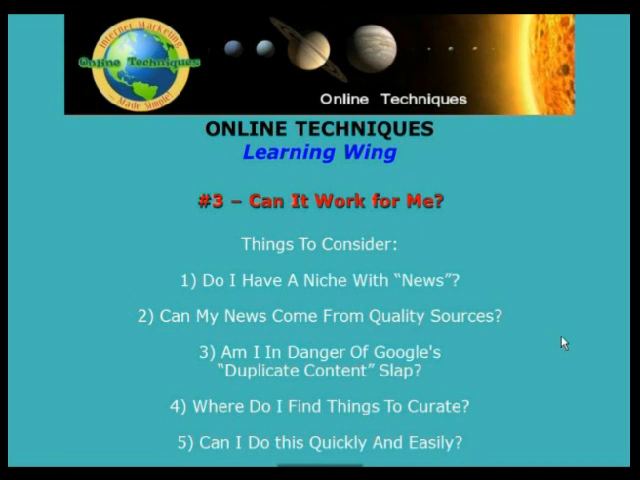 Internet Marketing
Online Techniques
... Made Simple!
Online Techniques
ONLINE TECHNIQUES
Learning Wing
#3 – Can It Work for Me?
Things To Consider:
1) Do I Have A Niche With “News”?
2) Can My News Come From Quality Sources?
3) Am I In Danger Of Google's
“Duplicate Content” Slap?
4) Where Do I Find Things To Curate?
5) Can I Do this Quickly And Easily?